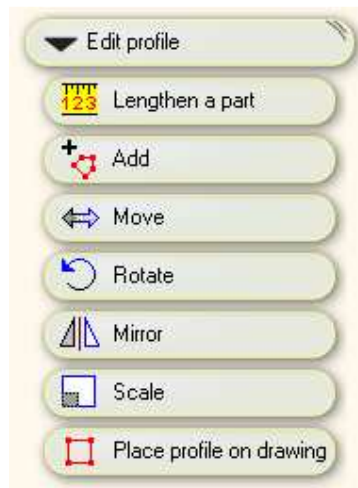 Edit profile
123 Lengthen a part
Add
Move
Rotate
Mirror
Scale
Place profile on drawing